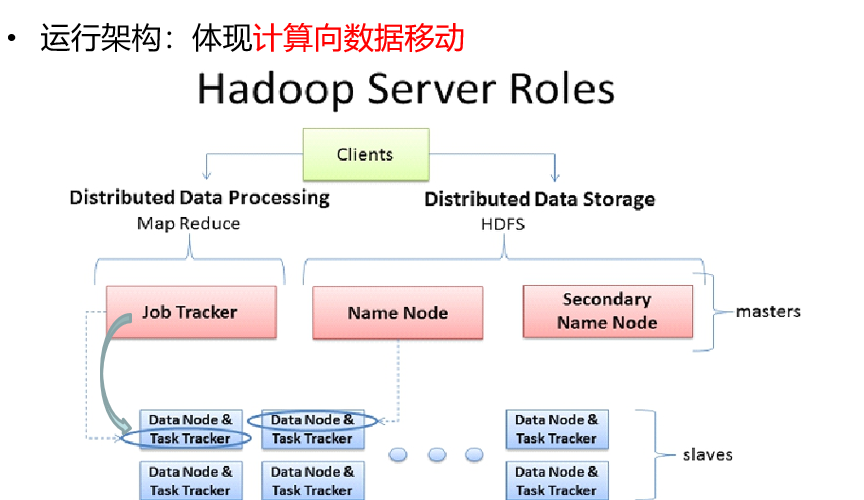 • 运行架构：体现计算向数据移动
Hadoop Server Roles
Clients
Distributed Data Processing
Map Reduce
Distributed Data Storage
HDFS
Job Tracker
Name Node
Secondary
Name Node
masters
Data Node &
Task Tracker
Data Node &
Task Tracker
Data Node &
Task Tracker
slaves
Data Node &
Task Tracker
Data Node &
Task Tracker
Data Node &
Task Tracker